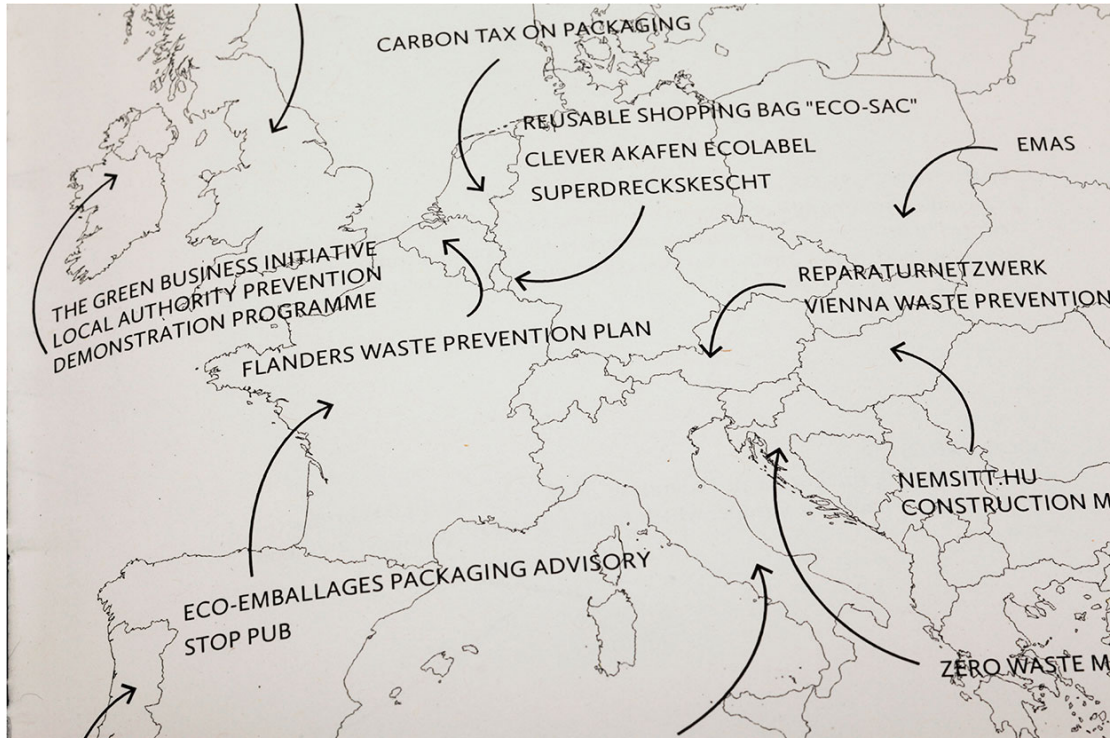 CARBON TAX ON PACKAGING
REUSABLE SHOPPING BAG "ECO-SAC"
CLEVER AKAFEN ECOLABEL
SUPERDRECKSKESCHT
EMAS
THE GREEN BUSINESS INITIATIVE
LOCAL AUTHORITY PREVENTION
DEMONSTRATION PROGRAMME
REPARATURNETZWERK
VIENNA WASTE PREVENTION
FLANDERS WASTE PREVENTION PLAN
NEMSITT.HU
CONSTRUCTION M
ECO-EMBALLAGES PACKAGING ADVISORY
STOP PUB
ZERO WASTE M